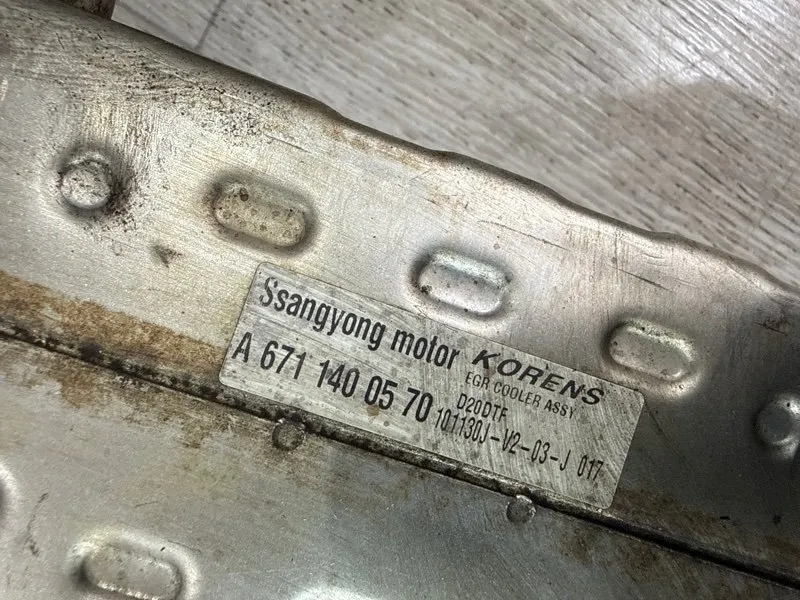 Ssangyong motor KORENS
EGR COOLER ASSY
A 671 140 05 70 D20DTF
101130J-V2-03-J 017